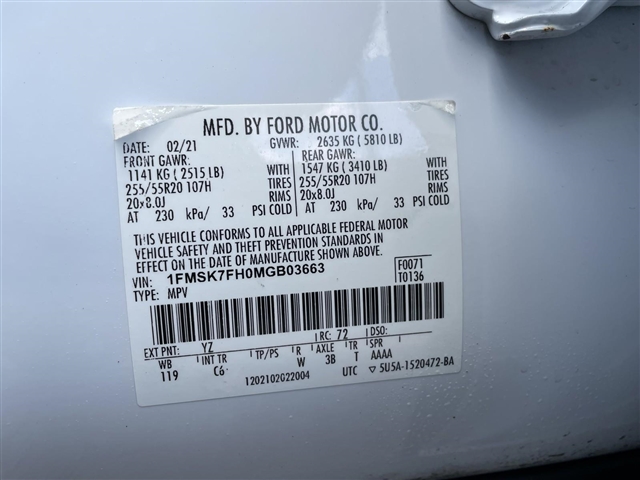 MFD. BY FORD MOTOR CO.
DATE: 02/21 GVWR: 2635 KG ( 5810 LB)
FRONT GAWR: REAR GAWR:
1141 KG ( 2515 LB) WITH 1547 KG ( 3410 LB) WITH
255/55R20 107H TIRES 255/55R20 107H TIRES
20x8.0J RIMS 20x8.0J RIMS
AT 230 kPa/ 33 PSI COLD AT 230 kPa/ 33 PSI COLD
THIS VEHICLE CONFORMS TO ALL APPLICABLE FEDERAL MOTOR
VEHICLE SAFETY AND THEFT PREVENTION STANDARDS IN
EFFECT ON THE DATE OF MANUFACTURE SHOWN ABOVE.
VIN: 1FMSK7FH0MGB03663 F0071
TYPE: MPV T0136
EXT PNT: YZ RC: 72 DSO:
WB INT TR TP/PS R AXLE TR SPR
119 C6 W 3B T AAAA
1202102G22004 UTC ▽ 5U5A-1520472-BA